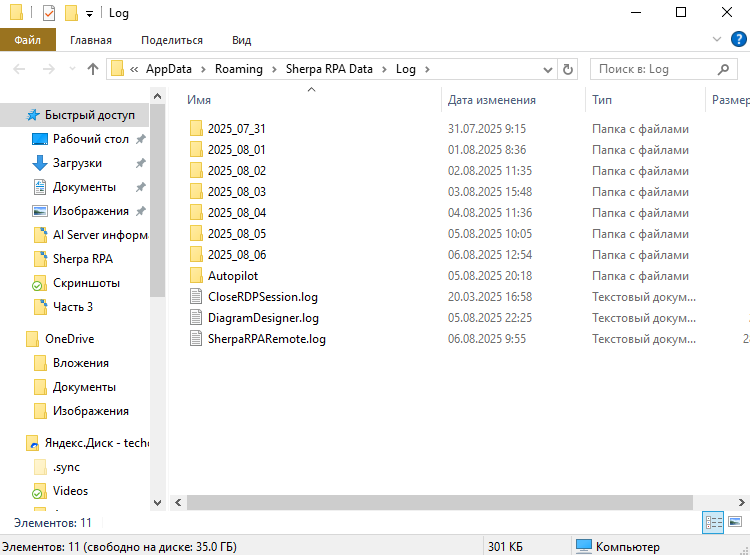 Log
Файл Главная Поделиться Вид
« AppData › Roaming › Sherpa RPA Data › Log ›
Поиск в: Log
Быстрый доступ
Рабочий стол
Загрузки
Документы
Изображения
AI Server информа
Sherpa RPA
Скриншоты
Часть 3
OneDrive
Вложения
Документы
Изображения
Яндекс.Диск - techc
.sync
Videos
Имя Дата изменения Тип Размер
2025_07_31 31.07.2025 9:15 Папка с файлами
2025_08_01 01.08.2025 8:36 Папка с файлами
2025_08_02 02.08.2025 11:35 Папка с файлами
2025_08_03 03.08.2025 15:48 Папка с файлами
2025_08_04 04.08.2025 11:36 Папка с файлами
2025_08_05 05.08.2025 10:05 Папка с файлами
2025_08_06 06.08.2025 12:54 Папка с файлами
Autopilot 05.08.2025 20:18 Папка с файлами
CloseRDPSession.log 20.03.2025 16:58 Текстовый докум...
DiagramDesigner.log 05.08.2025 22:25 Текстовый докум...
SherpaRPARemote.log 06.08.2025 9:55 Текстовый докум...
Элементов: 11
Элементов: 11 (свободно на диске: 35.0 ГБ) 301 КБ Компьютер